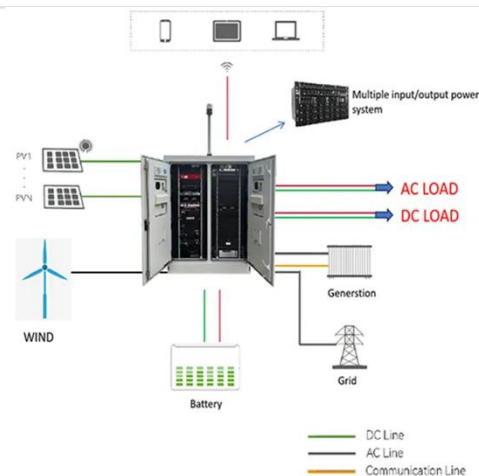 Multiple input/output power
system
PV1
PVN
AC LOAD
DC LOAD
WIND
Generstion
Grid
Battery
DC Line
AC Line
Communication Line